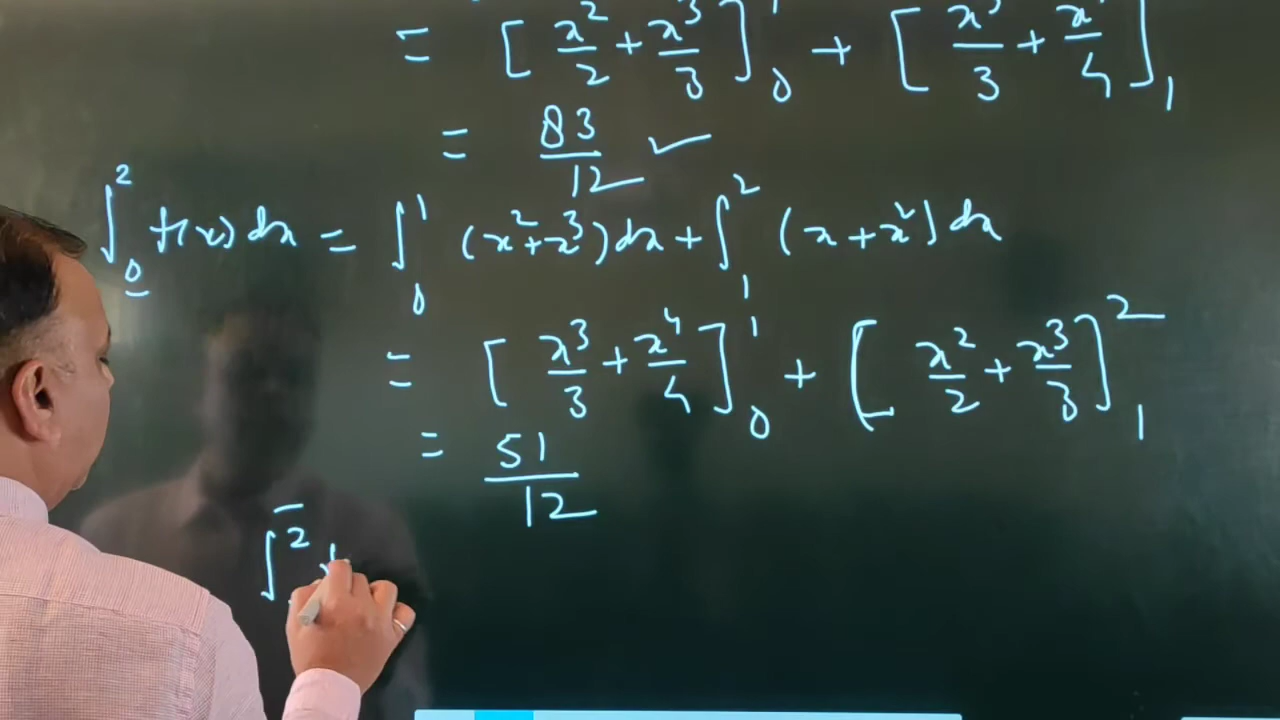 = [ x²/2 + x³/3 ]₀¹ + [ x³/3 + x⁴/4 ]₁
= 83/12 ✓
∫₀² f(x) dx = ∫₀¹ (x² + x³) dx + ∫₁² (x + x²) dx
= [ x³/3 + x⁴/4 ]₀¹ + [ x²/2 + x³/3 ]₁²
= 51/12
∫²